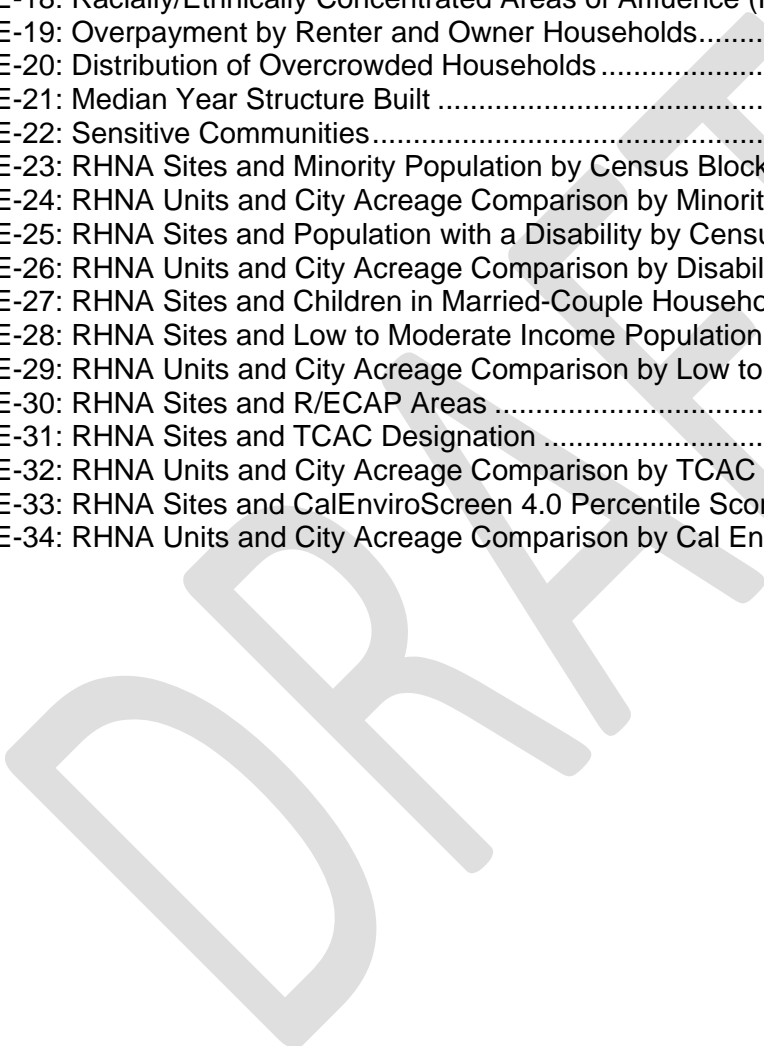 E-18: Racially/Ethnically Concentrated Areas of Affluence
E-19: Overpayment by Renter and Owner Households........
E-20: Distribution of Overcrowded Households ..................
E-21: Median Year Structure Built .....................................
E-22: Sensitive Communities............................................
E-23: RHNA Sites and Minority Population by Census Block
E-24: RHNA Units and City Acreage Comparison by
E-25: RHNA Sites and Population with a Disability by
E-26: RHNA Units and City Acreage Comparison by
E-27: RHNA Sites and Children in Married-Couple
E-28: RHNA Sites and Low to Moderate Income Population
E-29: RHNA Units and City Acreage Comparison by Low to
E-30: RHNA Sites and R/ECAP Areas ..............................
E-31: RHNA Sites and TCAC Designation ........................
E-32: RHNA Units and City Acreage Comparison by TCAC
E-33: RHNA Sites and CalEnviroScreen 4.0 Percentile
E-34: RHNA Units and City Acreage Comparison by Cal
DRAFT